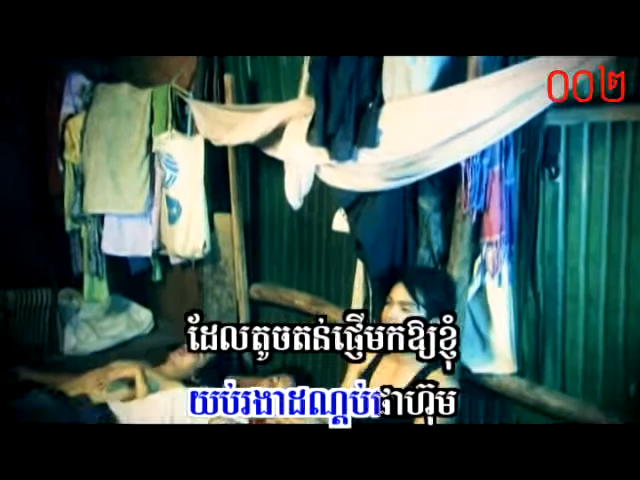 ០០២
ដែលតូចតន់ផ្ញើមកឱ្យខ្ញុំ
យប់រងាដណ្ដប់ផាហ៊ុម